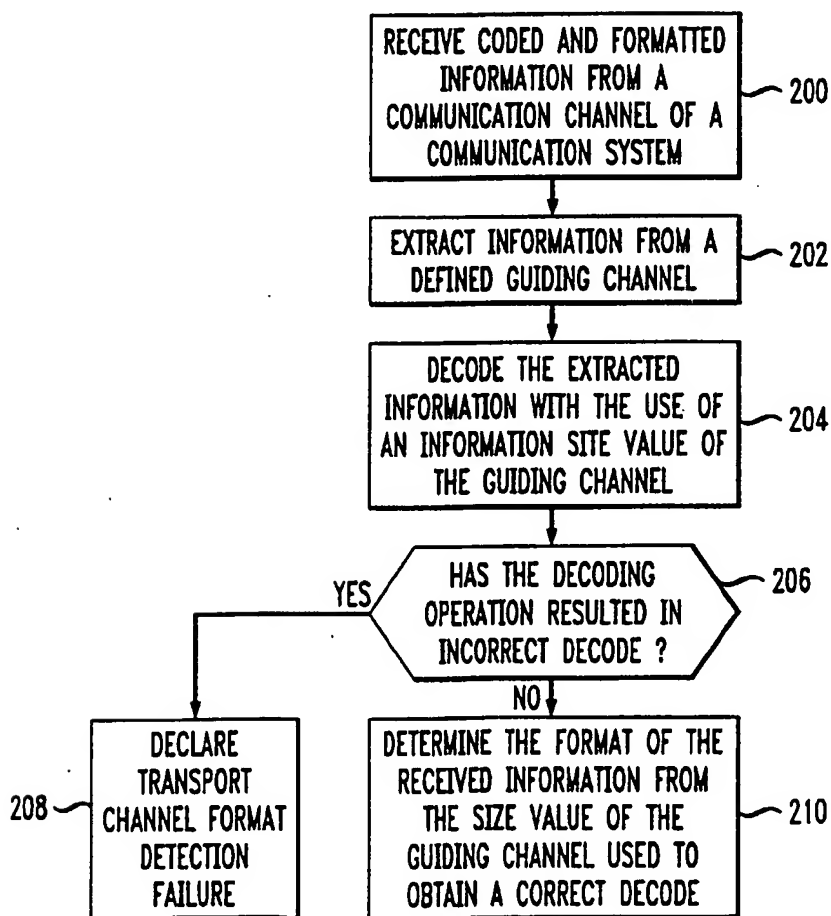 RECEIVE CODED AND FORMATTED
INFORMATION FROM A
COMMUNICATION CHANNEL OF A
COMMUNICATION SYSTEM
200
EXTRACT INFORMATION FROM A
DEFINED GUIDING CHANNEL
202
DECODE THE EXTRACTED
INFORMATION WITH THE USE OF
AN INFORMATION SITE VALUE OF
THE GUIDING CHANNEL
204
HAS THE DECODING
OPERATION RESULTED IN
INCORRECT DECODE ?
206
YES
NO
DECLARE
TRANSPORT
CHANNEL FORMAT
DETECTION
FAILURE
208
DETERMINE THE FORMAT OF THE
RECEIVED INFORMATION FROM
THE SIZE VALUE OF THE
GUIDING CHANNEL USED TO
OBTAIN A CORRECT DECODE
210